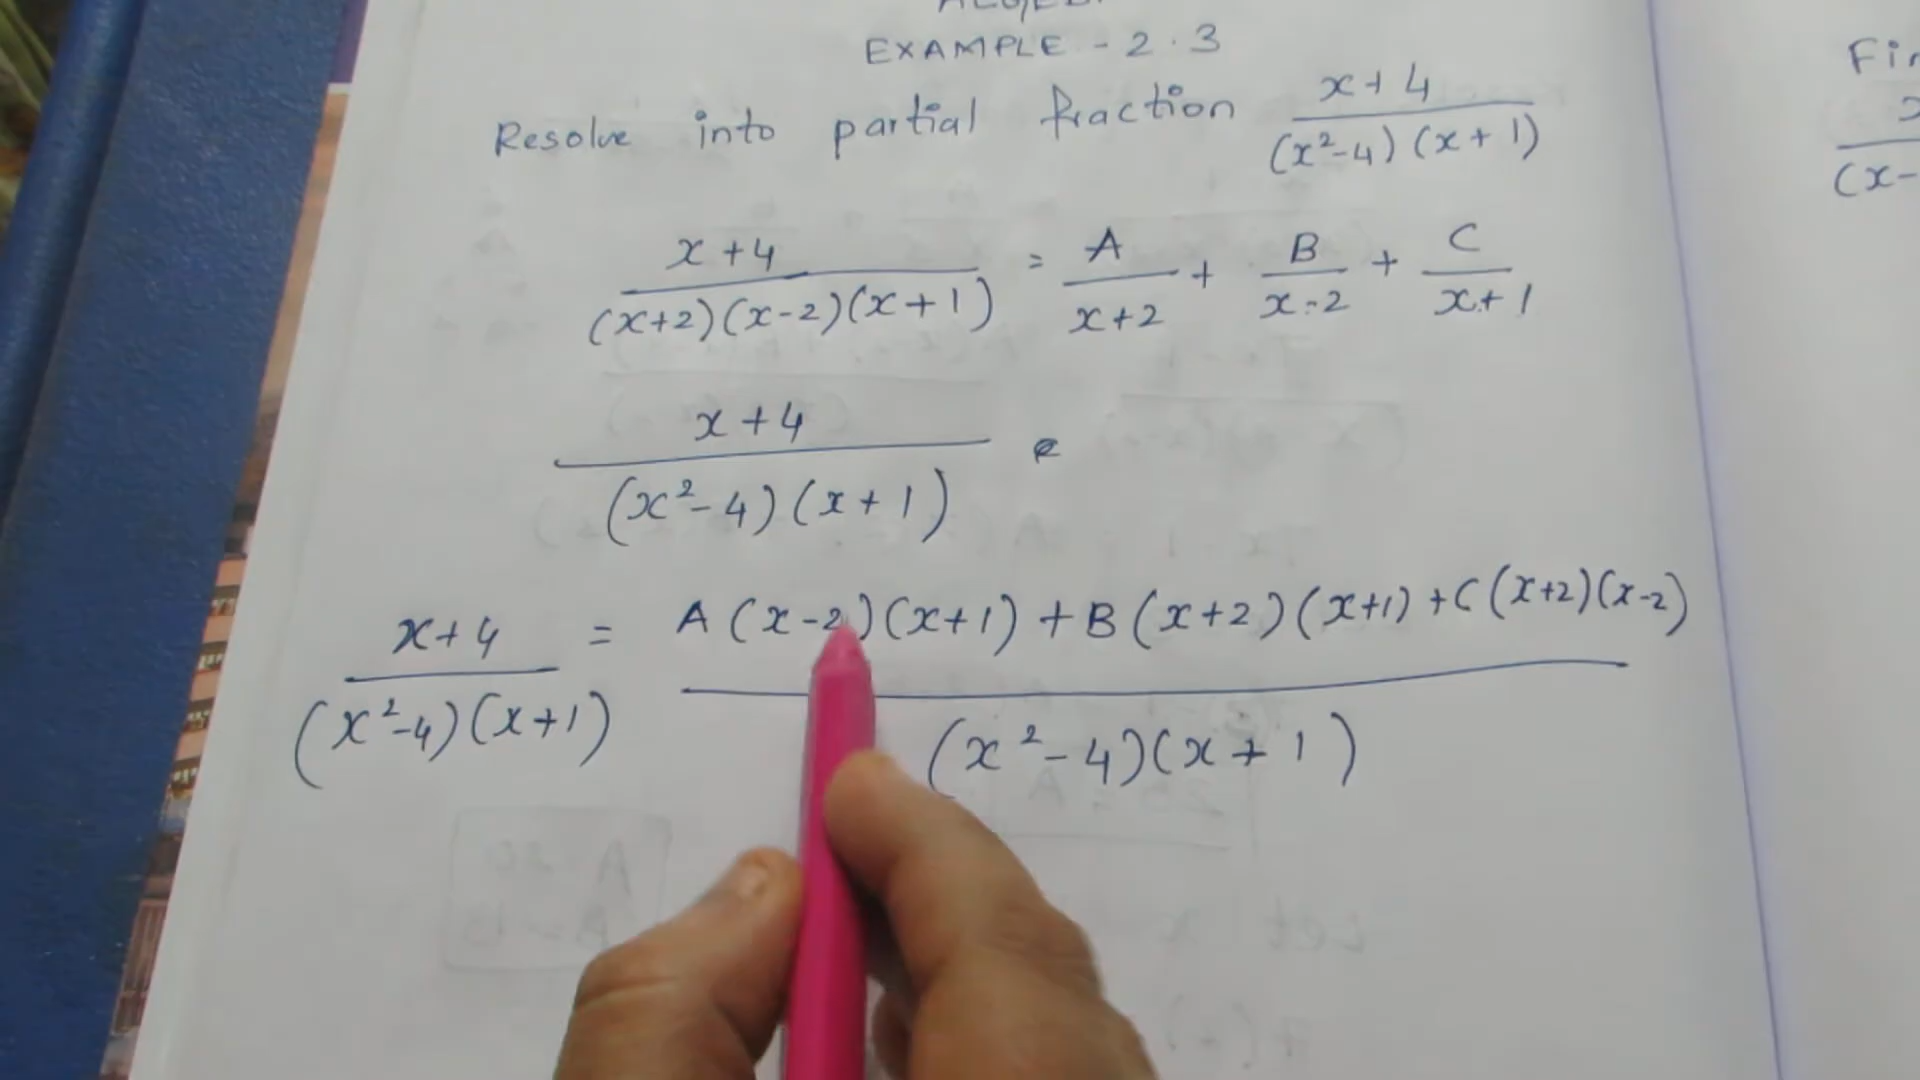 EXAMPLE - 2.3
Resolve into partial fraction x+4 / (x²-4)(x+1)
x+4 / (x+2)(x-2)(x+1) = A / x+2 + B / x-2 + C / x+1
x+4 / (x²-4)(x+1)
x+4 / (x²-4)(x+1) = A(x-2)(x+1) + B(x+2)(x+1) + C(x+2)(x-2) / (x²-4)(x+1)
(x-